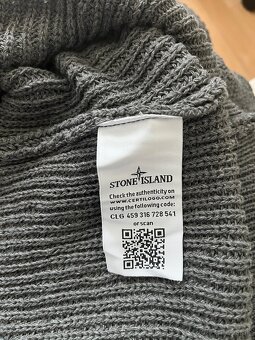 STONE ISLAND
Check the authenticity on
WWW.CERTILOGO.COM
using the following code:
CLG 459 316 728 541
or scan